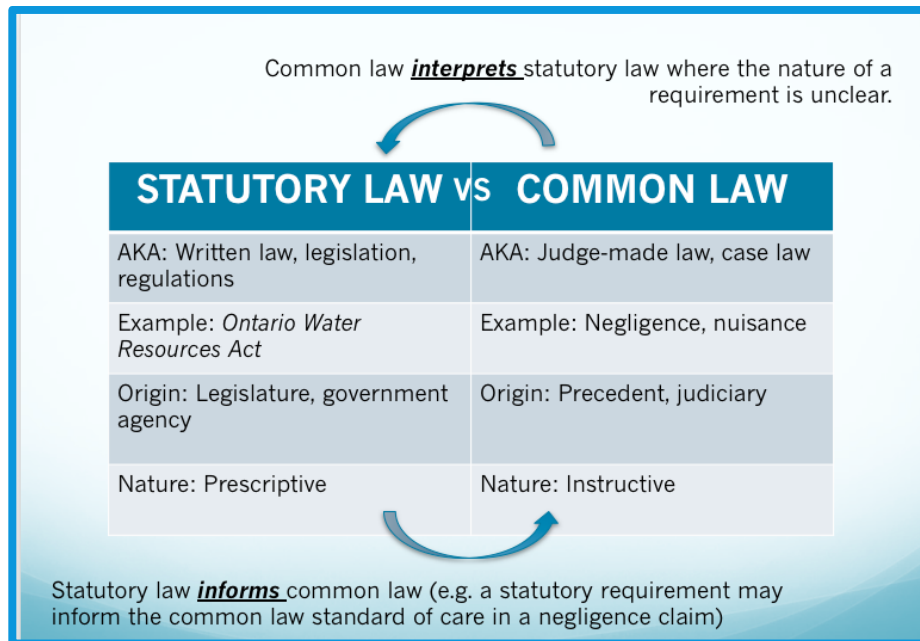 Common law interprets statutory law where the nature of a
requirement is unclear.
STATUTORY LAW VS COMMON LAW
AKA: Written law, legislation,
regulations
AKA: Judge-made law, case law
Example: Ontario Water
Resources Act
Example: Negligence, nuisance
Origin: Legislature, government
agency
Origin: Precedent, judiciary
Nature: Prescriptive
Nature: Instructive
Statutory law informs common law (e.g. a statutory requirement may
inform the common law standard of care in a negligence claim)